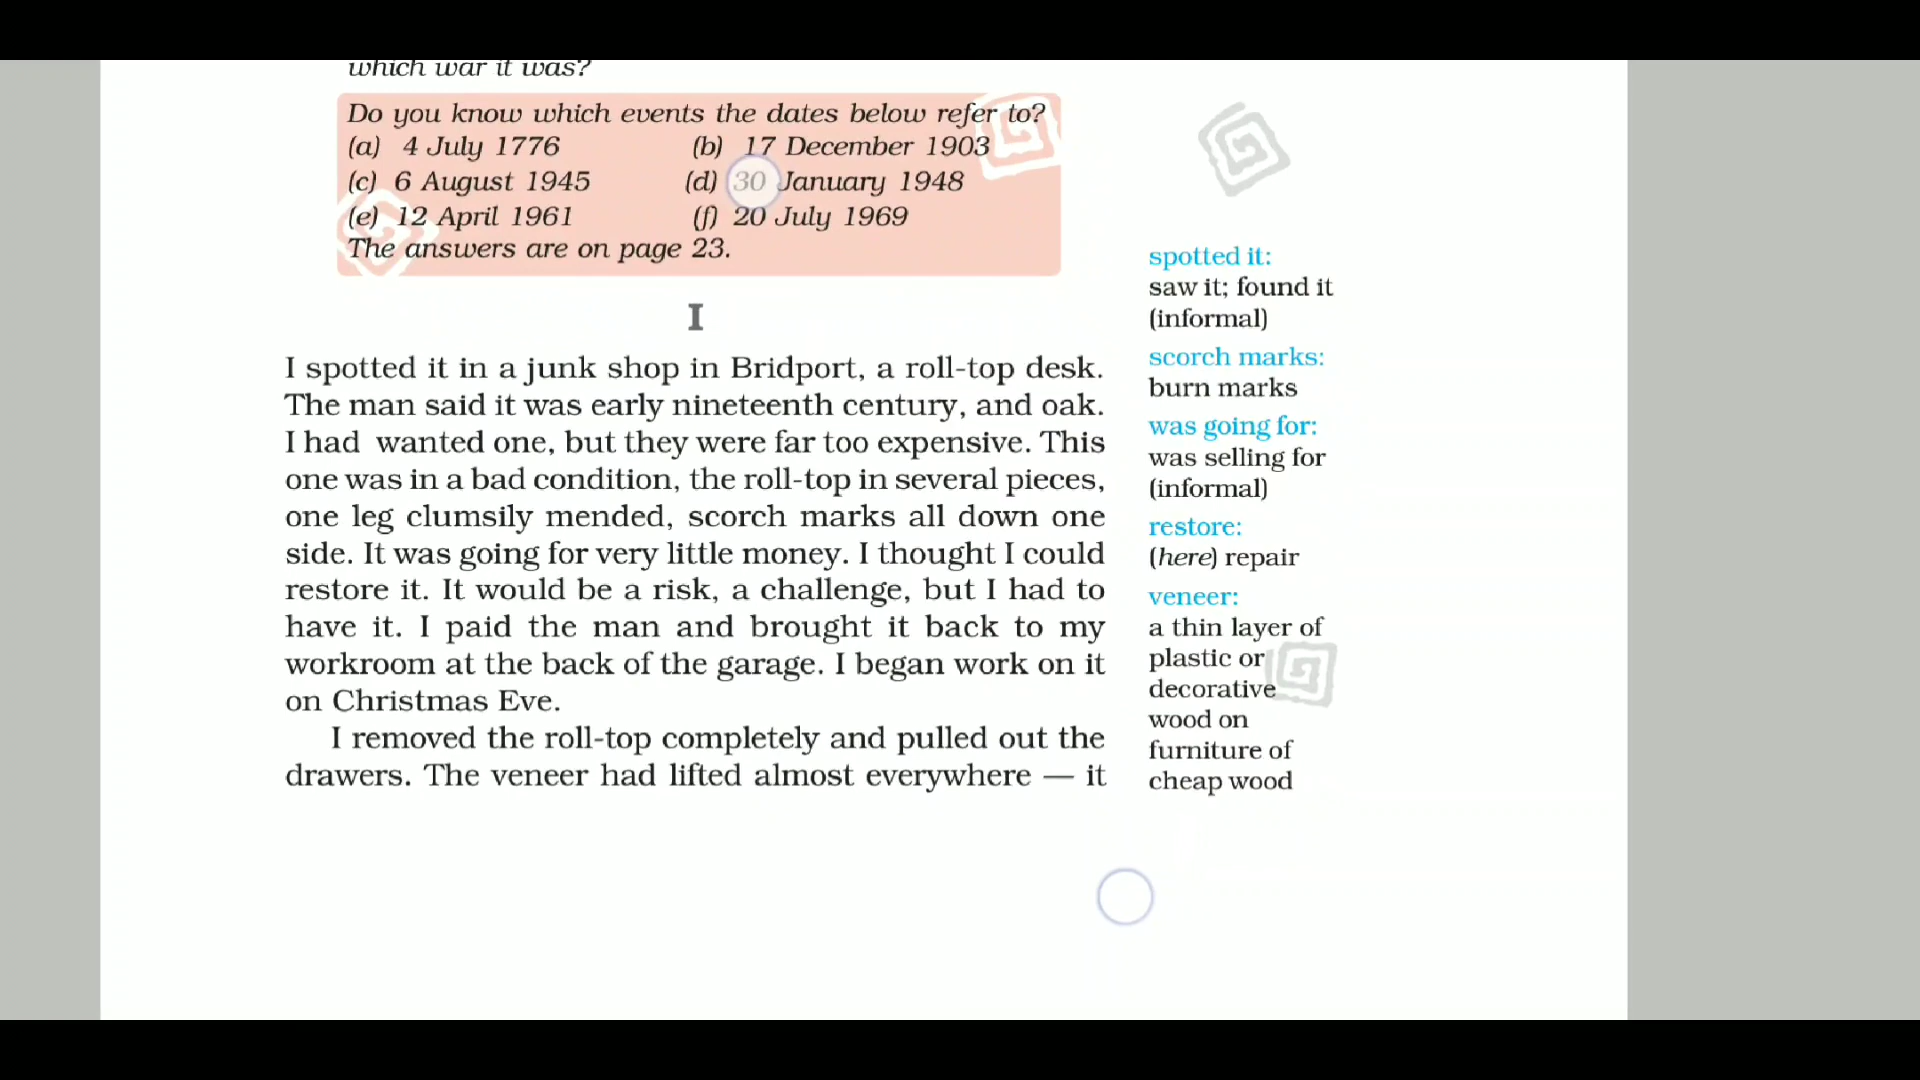 which war it was?
Do you know which events the dates below refer to?
(a) 4 July 1776 (b) 17 December 1903
(c) 6 August 1945 (d) 30 January 1948
(e) 12 April 1961 (f) 20 July 1969
The answers are on page 23.
I
I spotted it in a junk shop in Bridport, a roll-top desk.
The man said it was early nineteenth century, and oak.
I had wanted one, but they were far too expensive. This
one was in a bad condition, the roll-top in several pieces,
one leg clumsily mended, scorch marks all down one
side. It was going for very little money. I thought I could
restore it. It would be a risk, a challenge, but I had to
have it. I paid the man and brought it back to my
workroom at the back of the garage. I began work on it
on Christmas Eve.
I removed the roll-top completely and pulled out the
drawers. The veneer had lifted almost everywhere — it
spotted it:
saw it; found it
(informal)
scorch marks:
burn marks
was going for:
was selling for
(informal)
restore:
(here) repair
veneer:
a thin layer of
plastic or
decorative
wood on
furniture of
cheap wood